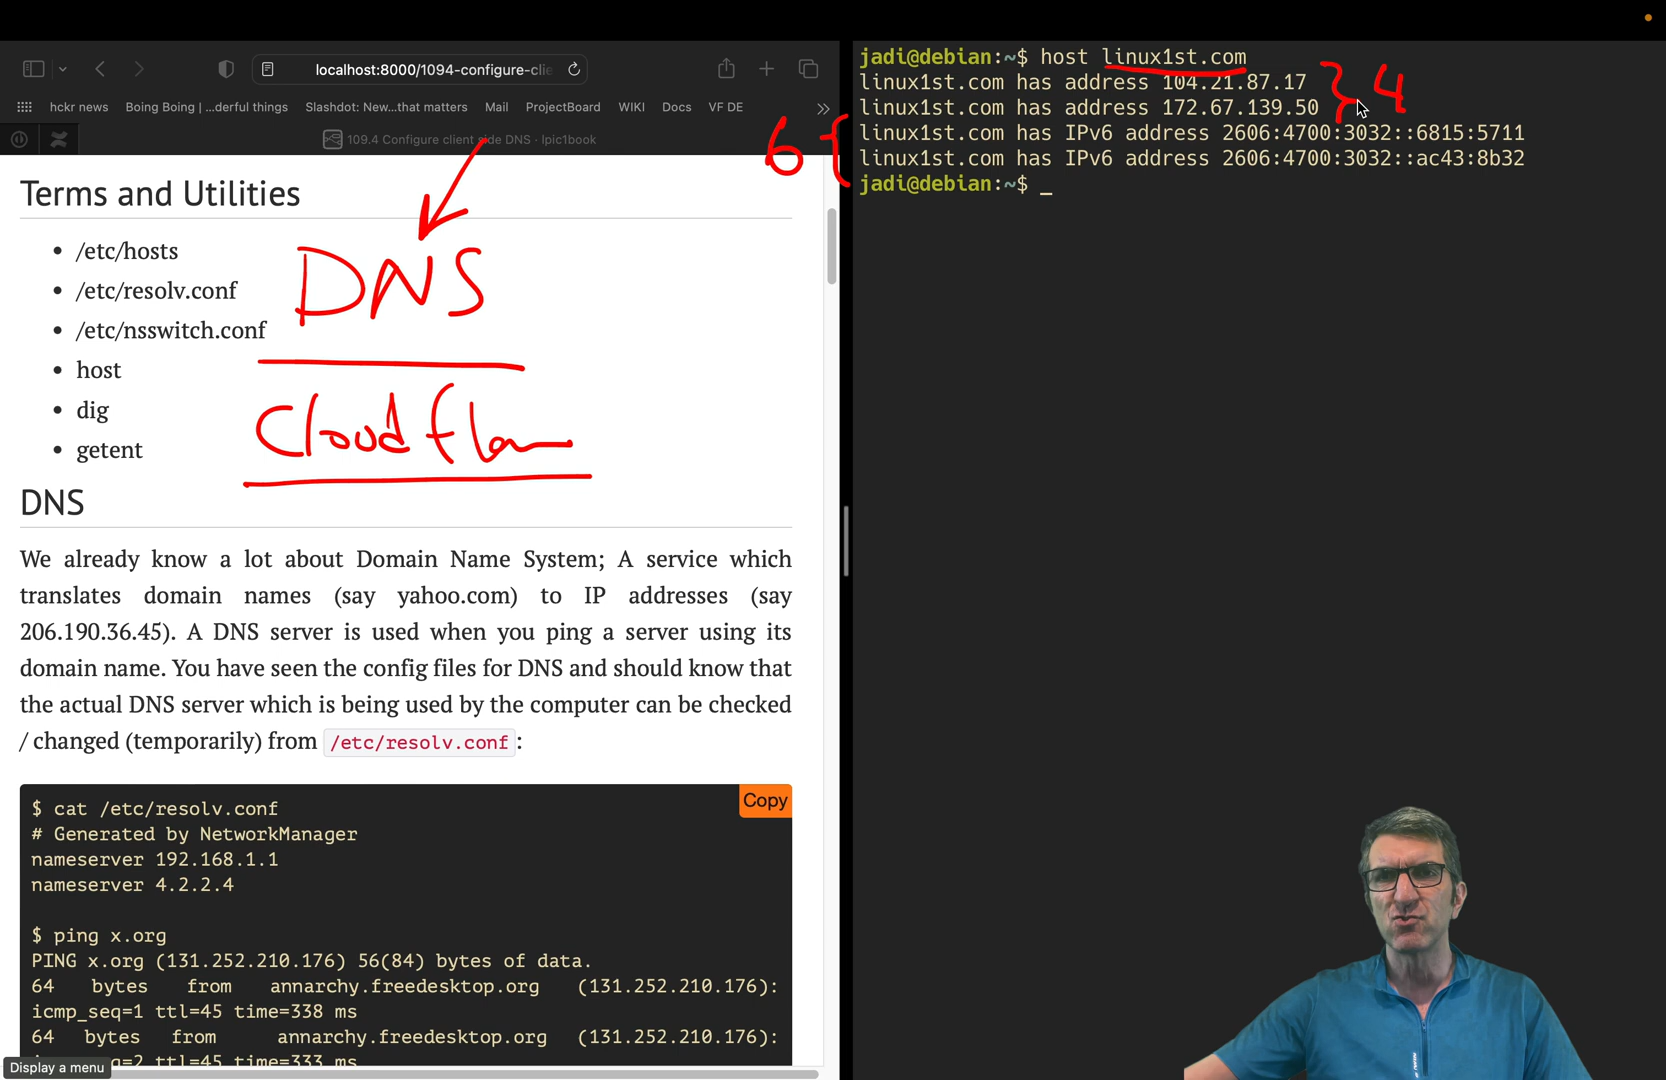 localhost:8000/1094-configure-clie
hckr news Boing Boing | ...derful things Slashdot: New...that matters Mail ProjectBoard WIKI Docs VF DE »
109.4 Configure client side DNS · lpic1book
Terms and Utilities
• /etc/hosts
• /etc/resolv.conf
• /etc/nsswitch.conf
• host
• dig
• getent
DNS
Cloudflare
DNS
We already know a lot about Domain Name System; A service which
translates domain names (say yahoo.com) to IP addresses (say
206.190.36.45). A DNS server is used when you ping a server using its
domain name. You have seen the config files for DNS and should know that
the actual DNS server which is being used by the computer can be checked
/ changed (temporarily) from /etc/resolv.conf:
Copy
$ cat /etc/resolv.conf
# Generated by NetworkManager
nameserver 192.168.1.1
nameserver 4.2.2.4
$ ping x.org
PING x.org (131.252.210.176) 56(84) bytes of data.
64 bytes from annarchy.freedesktop.org (131.252.210.176):
icmp_seq=1 ttl=45 time=338 ms
64 bytes from annarchy.freedesktop.org (131.252.210.176):
q=2 ttl=45 time=333 ms
Display a menu
jadi@debian:~$ host linux1st.com
linux1st.com has address 104.21.87.17
linux1st.com has address 172.67.139.50
} 4
6 {
linux1st.com has IPv6 address 2606:4700:3032::6815:5711
linux1st.com has IPv6 address 2606:4700:3032::ac43:8b32
jadi@debian:~$ _